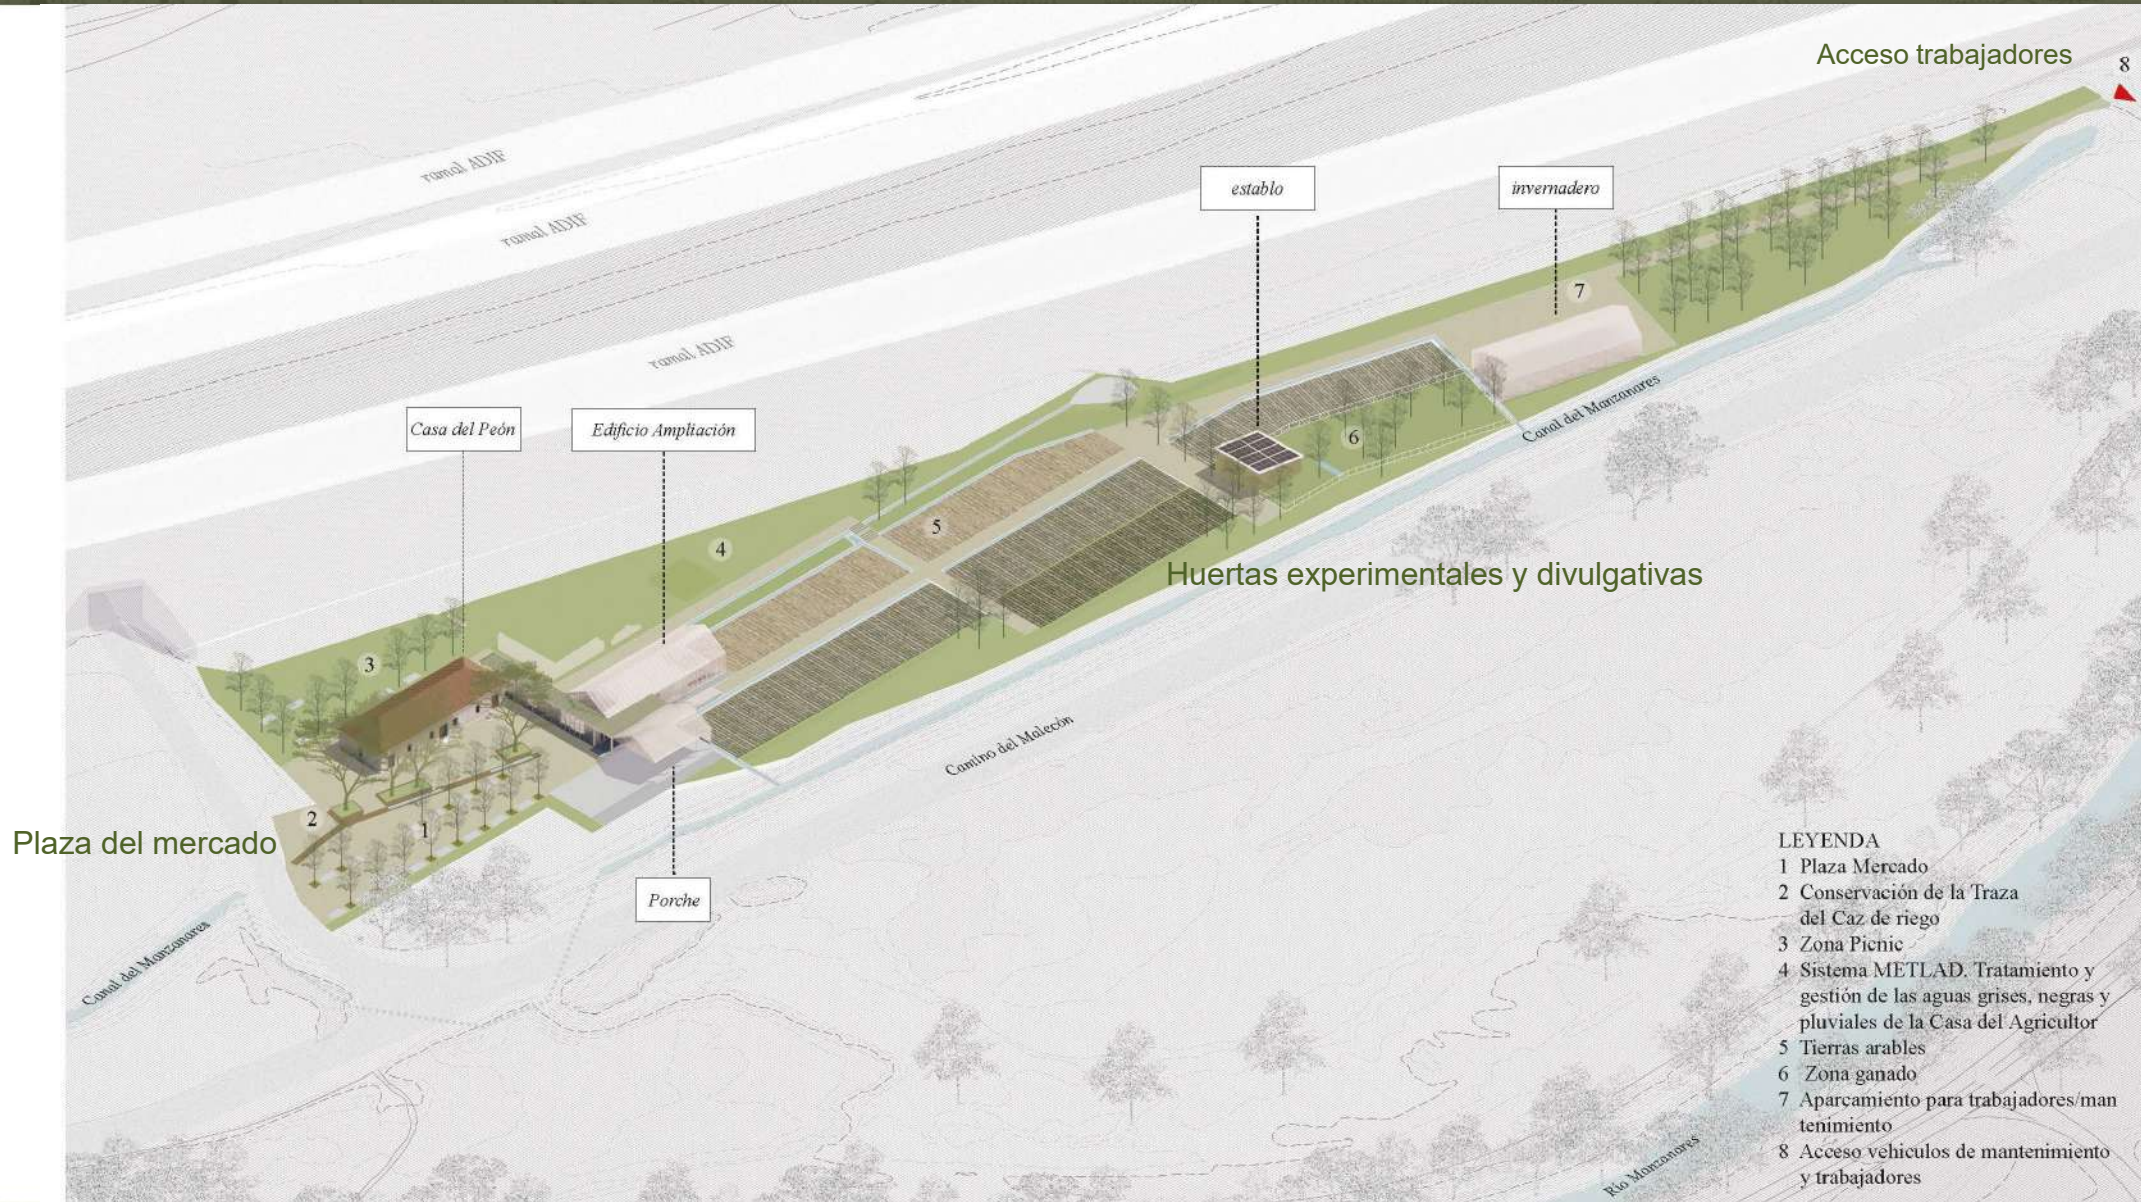 Acceso trabajadores
8
ramal ADIF
ramal ADIF
ramal ADIF
establo
invernadero
7
Casa del Peón
Edificio Ampliación
Canal del Manzanares
6
5
4
Huertas experimentales y divulgativas
3
Camino del Malecón
2
1
Plaza del mercado
Porche
Canal del Manzanares
LEYENDA
1 Plaza Mercado
2 Conservación de la Traza
del Caz de riego
3 Zona Picnic
4 Sistema METLAD. Tratamiento y
gestión de las aguas grises, negras y
pluviales de la Casa del Agricultor
5 Tierras arables
6 Zona ganado
7 Aparcamiento para trabajadores/man
tenimiento
8 Acceso vehiculos de mantenimiento
y trabajadores
Río Manzanares